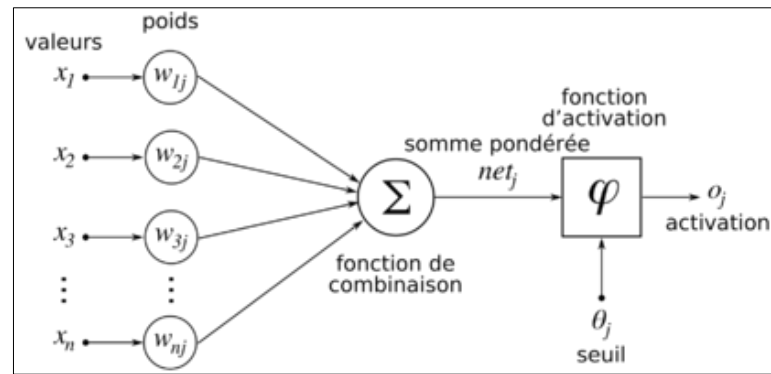 poids
valeurs
x1
w1j
x2
w2j
x3
w3j
⋮
⋮
xn
wnj
Σ
fonction de
combinaison
somme pondérée
netj
fonction
d'activation
φ
oj
activation
θj
seuil